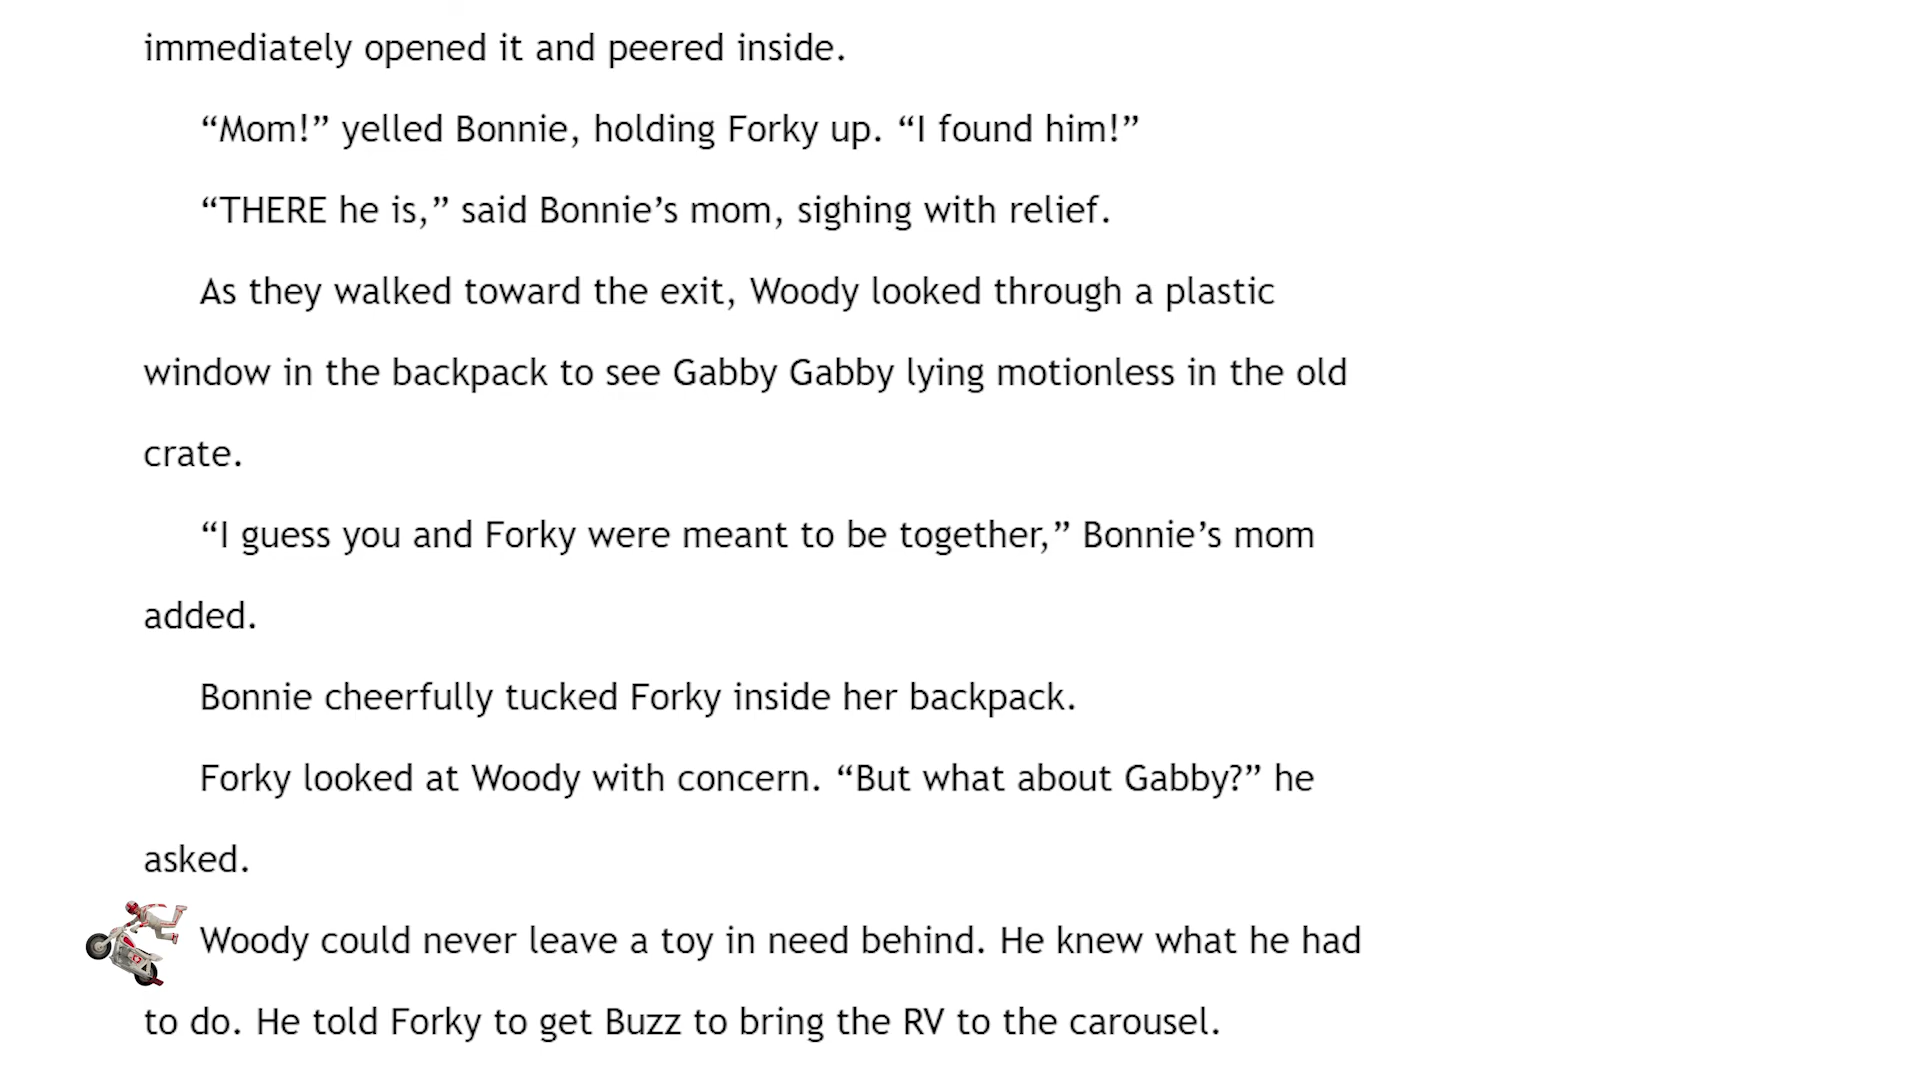 immediately opened it and peered inside.
“Mom!” yelled Bonnie, holding Forky up. “I found him!”
“THERE he is,” said Bonnie’s mom, sighing with relief.
As they walked toward the exit, Woody looked through a plastic
window in the backpack to see Gabby Gabby lying motionless in the old
crate.
“I guess you and Forky were meant to be together,” Bonnie’s mom
added.
Bonnie cheerfully tucked Forky inside her backpack.
Forky looked at Woody with concern. “But what about Gabby?” he
asked.
Woody could never leave a toy in need behind. He knew what he had
to do. He told Forky to get Buzz to bring the RV to the carousel.